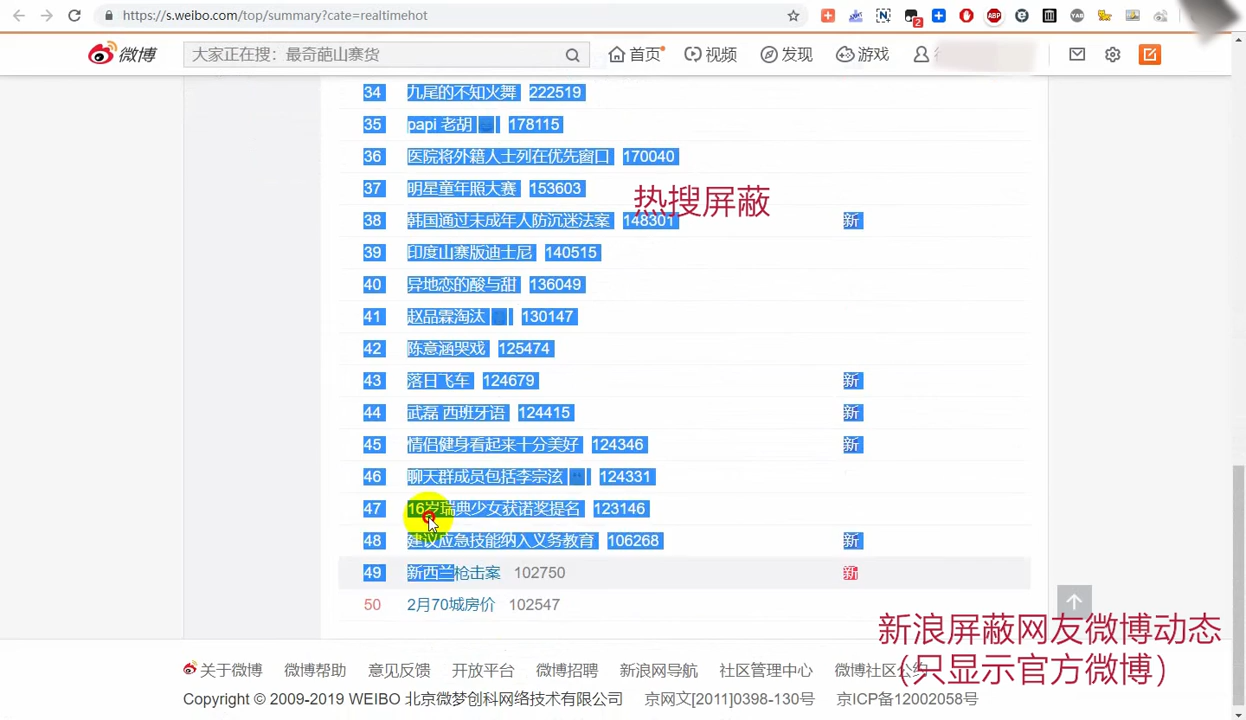 https://s.weibo.com/top/summary?cate=realtimehot
2 ABP YAR
微博 大家正在搜：最奇葩山寨货 首页 视频 发现 游戏
34 九尾的不知火舞 222519
35 papi 老胡 178115
36 医院将外籍人士列在优先窗口 170040
37 明星童年照大赛 153603
热搜屏蔽
38 韩国通过未成年人防沉迷法案 148301 新
39 印度山寨版迪士尼 140515
40 异地恋的酸与甜 136049
41 赵品霖淘汰 130147
42 陈意涵哭戏 125474
43 落日飞车 124679 新
44 武磊 西班牙语 124415 新
45 情侣健身看起来十分美好 124346 新
46 聊天群成员包括李宗泫 124331
47 16岁瑞典少女获诺奖提名 123146
48 建议应急技能纳入义务教育 106268 新
49 新西兰枪击案 102750 新
50 2月70城房价 102547
新浪屏蔽网友微博动态
（只显示官方微博）
关于微博 微博帮助 意见反馈 开放平台 微博招聘 新浪网导航 社区管理中心 微博社区公约
Copyright © 2009-2019 WEIBO 北京微梦创科网络技术有限公司 京网文[2011]0398-130号 京ICP备12002058号